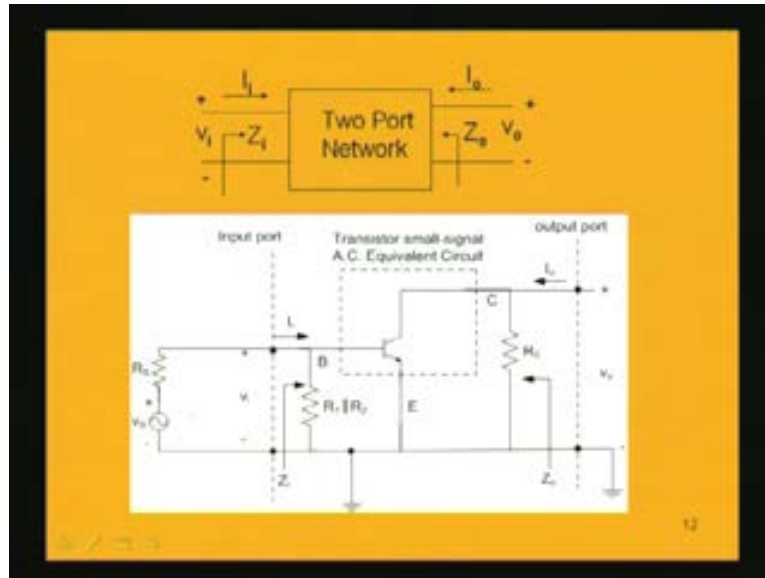 Ii Io
+ +
Vi Zi Two Port Network Zo Vo
- -
Input port Transistor small-signal A.C. Equivalent Circuit output port
Ii Io
C +
B
RS + RC
Vi R1 || R2 E Vo
+ vS
- -
Zi Zo
12